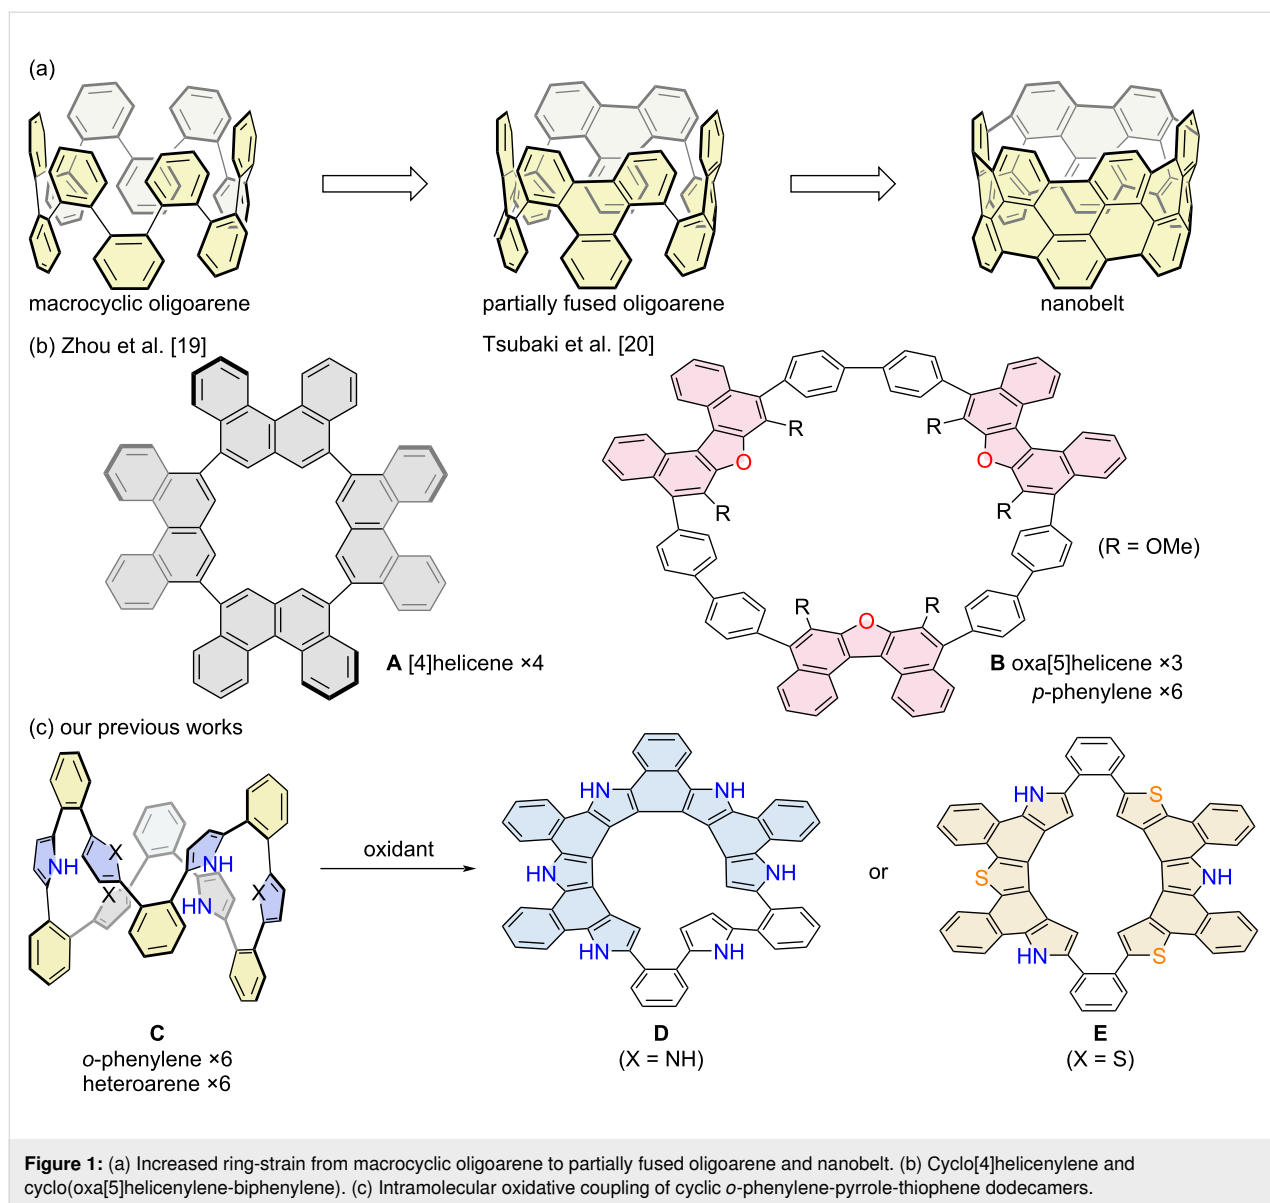 (a)
macrocyclic oligoarene
partially fused oligoarene
nanobelt
(b) Zhou et al. [19]
Tsubaki et al. [20]
R
R
O
R
O
R
(R = OMe)
R
O
R
A [4]helicene ×4
B oxa[5]helicene ×3
p-phenylene ×6
(c) our previous works
X
NH
NH
X
X
HN
C
o-phenylene ×6
heteroarene ×6
oxidant
HN
NH
HN
NH
HN
NH
D
(X = NH)
or
HN
S
S
NH
HN
S
E
(X = S)
Figure 1: (a) Increased ring-strain from macrocyclic oligoarene to partially fused oligoarene and nanobelt. (b) Cyclo[4]helicenylene and
cyclo(oxa[5]helicenylene-biphenylene). (c) Intramolecular oxidative coupling of cyclic o-phenylene-pyrrole-thiophene dodecamers.